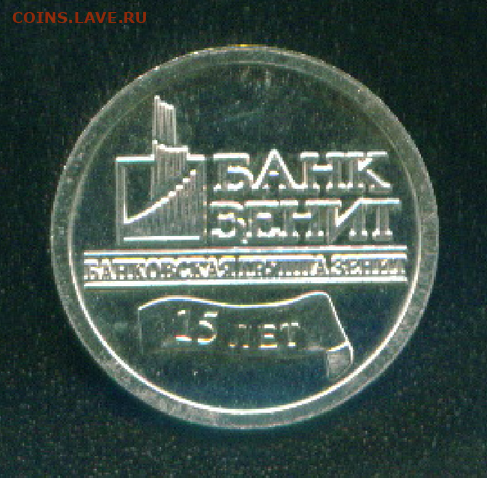 COINS.LAVE.RU
БАНК
ЗЕНИТ
БАНКОВСКАЯ ГРУППА ЗЕНИТ
15 ЛЕТ